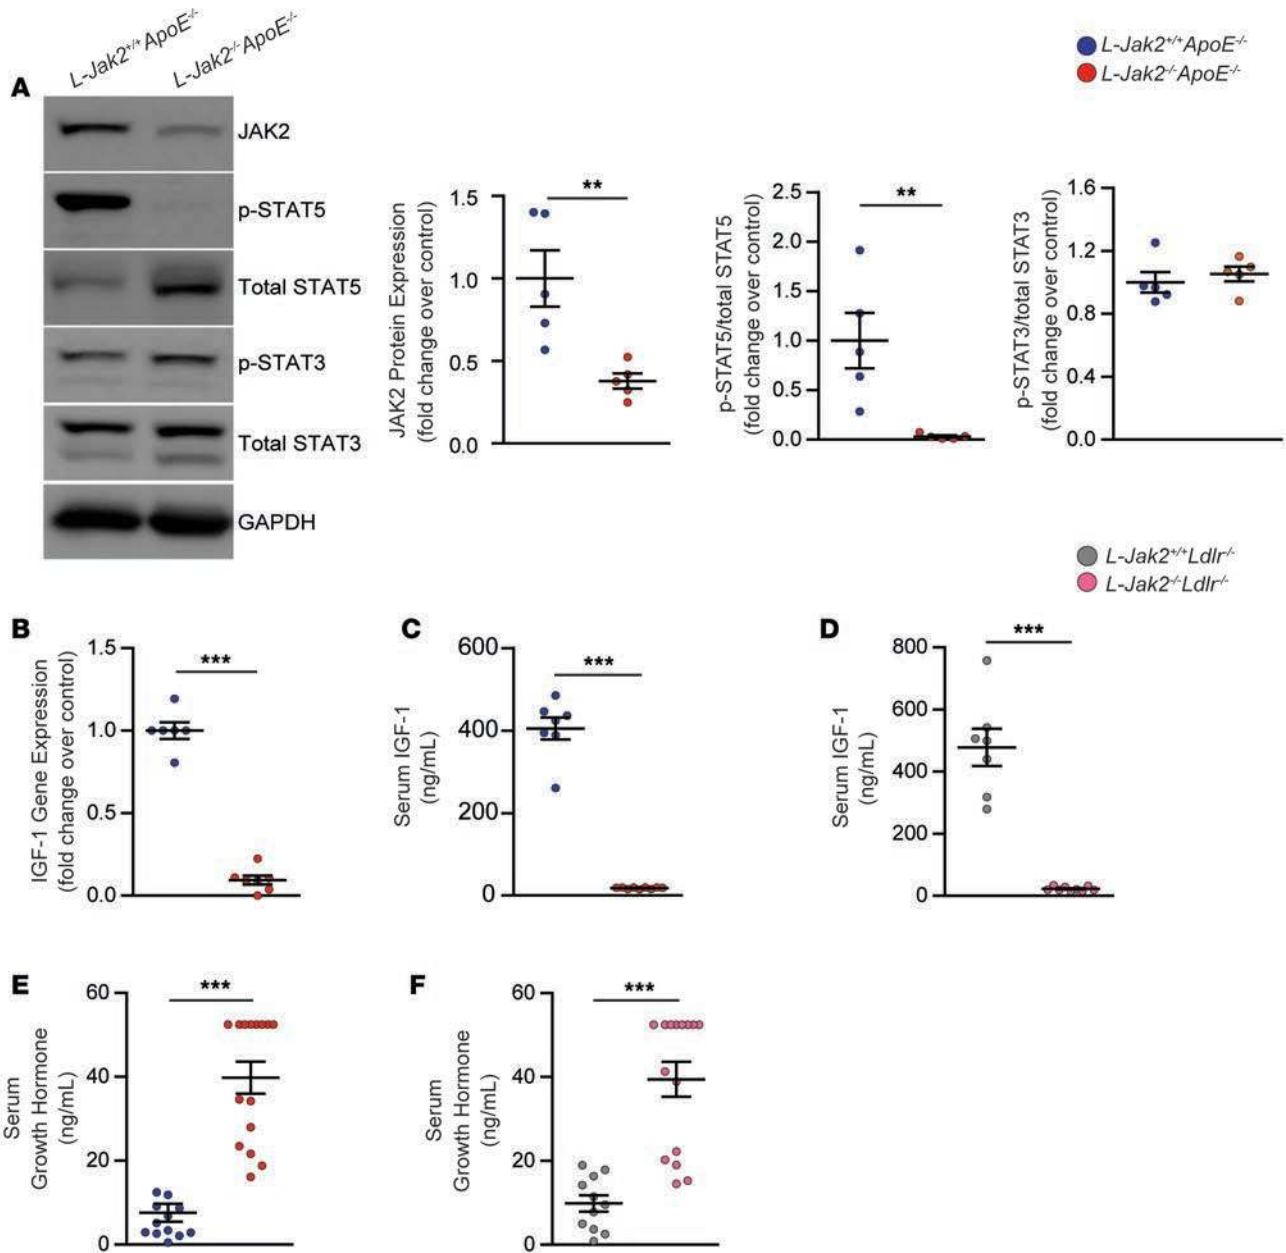 L-Jak2+/+ApoE-/-
L-Jak2-/-ApoE-/-
L-Jak2+/+ApoE-/-
L-Jak2-/-ApoE-/-
A
JAK2
p-STAT5
Total STAT5
p-STAT3
Total STAT3
GAPDH
JAK2 Protein Expression
(fold change over control)
1.5
1.0
0.5
0.0
**
p-STAT5/total STAT5
(fold change over control)
2.5
2.0
1.5
1.0
0.5
0.0
**
p-STAT3/total STAT3
(fold change over control)
1.6
1.2
0.8
0.4
0.0
L-Jak2+/+Ldlr-/-
L-Jak2-/-Ldlr-/-
B
IGF-1 Gene Expression
(fold change over control)
1.5
1.0
0.5
0.0
***
C
Serum IGF-1
(ng/mL)
600
400
200
0
***
D
Serum IGF-1
(ng/mL)
800
600
400
200
0
***
E
Serum
Growth Hormone
(ng/mL)
60
40
20
0
***
F
Serum
Growth Hormone
(ng/mL)
60
40
20
0
***